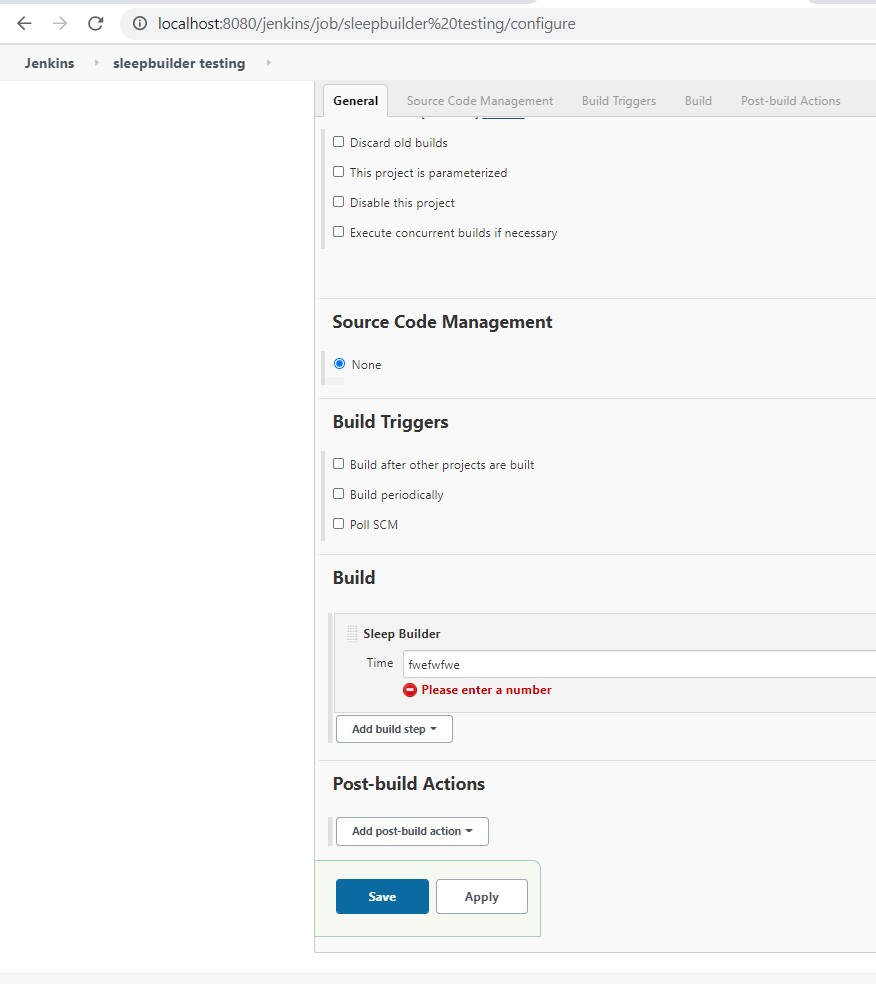 localhost:8080/jenkins/job/sleepbuilder%20testing/configure
Jenkins sleepbuilder testing
General Source Code Management Build Triggers Build Post-build Actions
Discard old builds
This project is parameterized
Disable this project
Execute concurrent builds if necessary
Source Code Management
None
Build Triggers
Build after other projects are built
Build periodically
Poll SCM
Build
Sleep Builder
Time fwefwfwe
Please enter a number
Add build step
Post-build Actions
Add post-build action
Save Apply